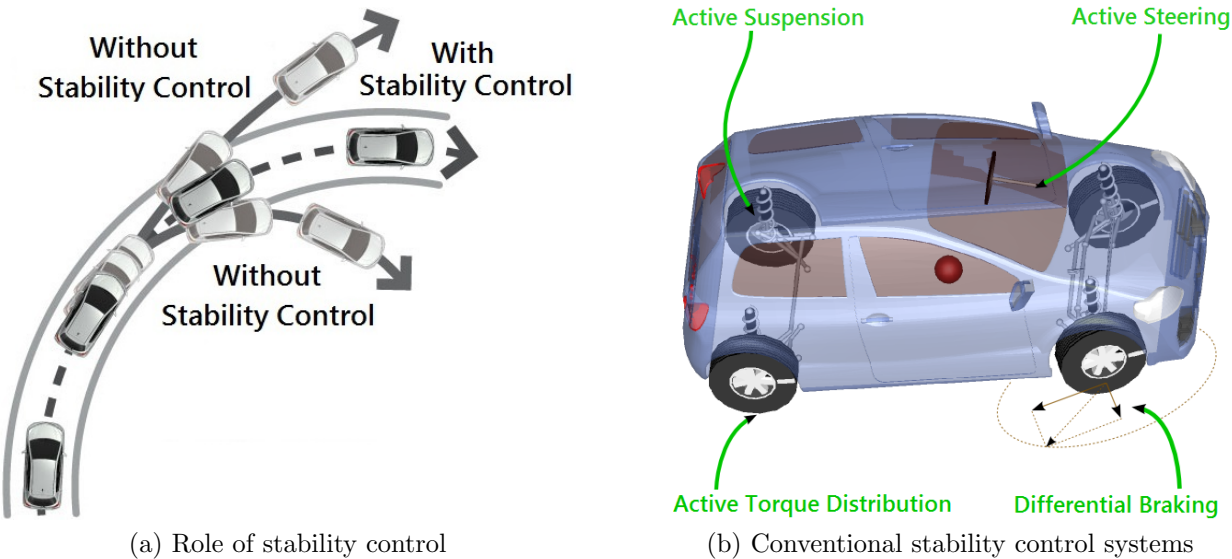 Without
Stability Control
With
Stability Control
Without
Stability Control
(a) Role of stability control
Active Suspension
Active Steering
Active Torque Distribution
Differential Braking
(b) Conventional stability control systems